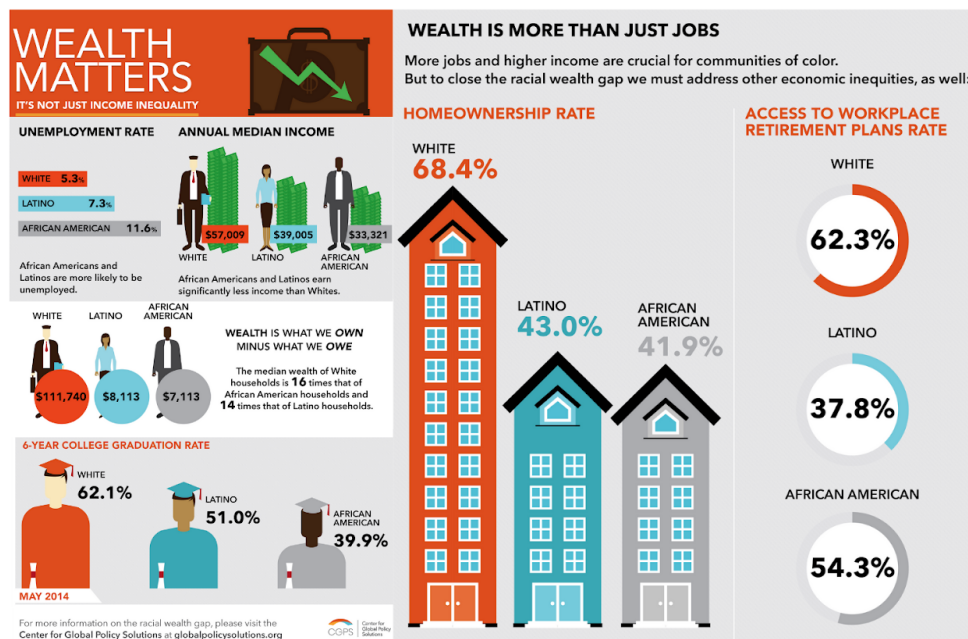 WEALTH
MATTERS
IT'S NOT JUST INCOME INEQUALITY
UNEMPLOYMENT RATE
WHITE 5.3%
LATINO 7.3%
AFRICAN AMERICAN 11.6%
African Americans and
Latinos are more likely to be
unemployed.
ANNUAL MEDIAN INCOME
$57,009
$39,005
$33,321
WHITE
LATINO
AFRICAN
AMERICAN
African Americans and Latinos earn
significantly less income than Whites.
WHITE
LATINO
AFRICAN
AMERICAN
$111,740
$8,113
$7,113
WEALTH IS WHAT WE OWN
MINUS WHAT WE OWE
The median wealth of White
households is 16 times that of
African American households and
14 times that of Latino households.
6-YEAR COLLEGE GRADUATION RATE
WHITE
62.1%
LATINO
51.0%
AFRICAN
AMERICAN
39.9%
MAY 2014
For more information on the racial wealth gap, please visit the
Center for Global Policy Solutions at globalpolicysolutions.org
CGPS
Center for
Global Policy
Solutions
WEALTH IS MORE THAN JUST JOBS
More jobs and higher income are crucial for communities of color.
But to close the racial wealth gap we must address other economic inequities, as well:
HOMEOWNERSHIP RATE
WHITE
68.4%
LATINO
43.0%
AFRICAN
AMERICAN
41.9%
ACCESS TO WORKPLACE
RETIREMENT PLANS RATE
WHITE
62.3%
LATINO
37.8%
AFRICAN AMERICAN
54.3%